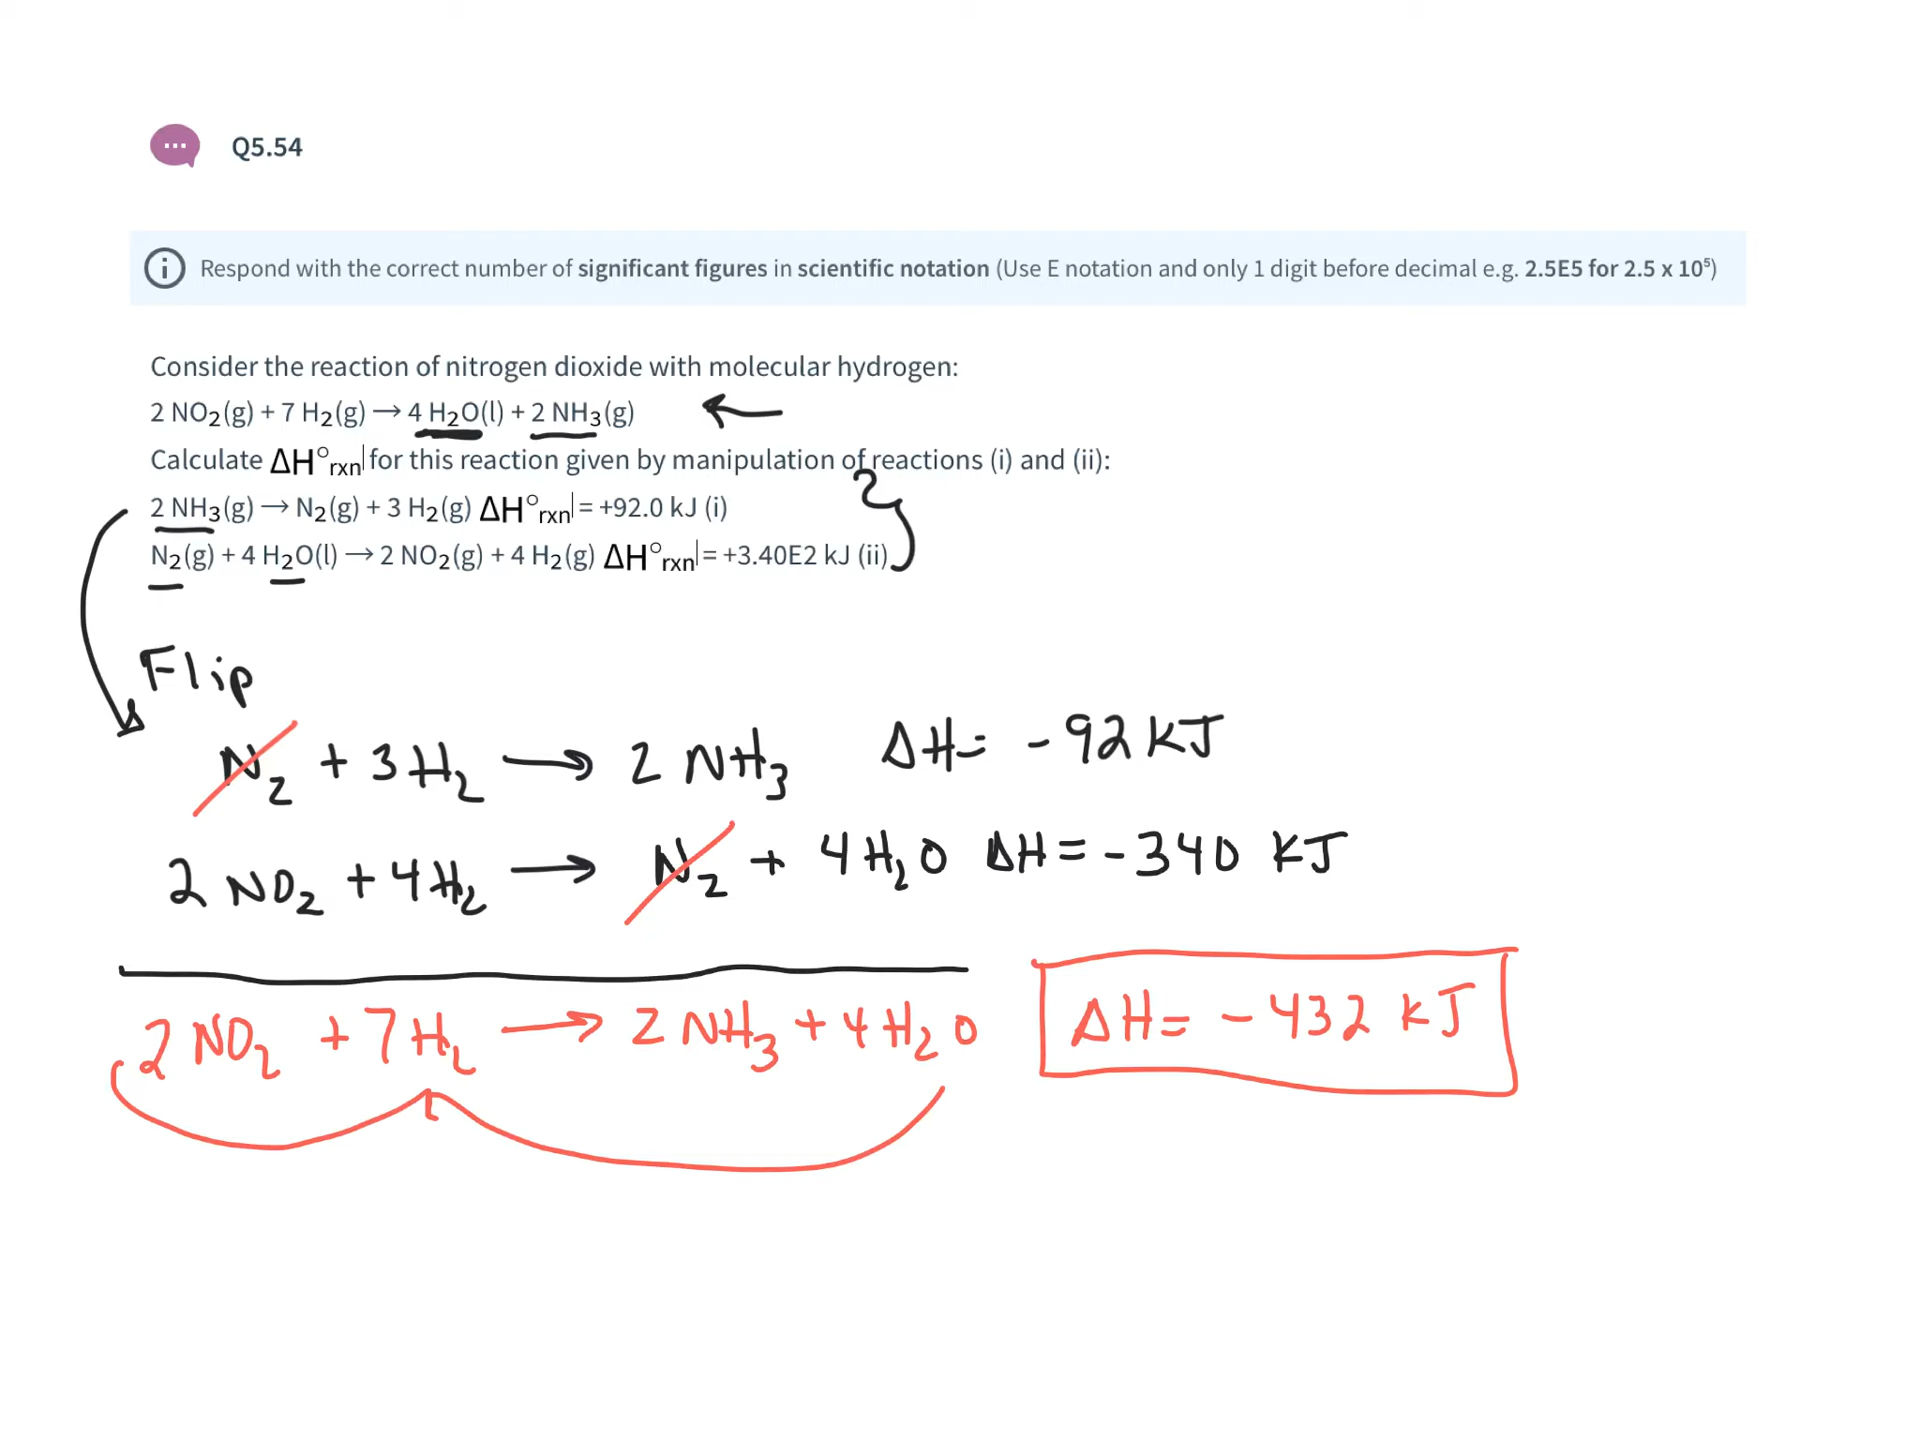 Q5.54
Respond with the correct number of significant figures in scientific notation (Use E notation and only 1 digit before decimal e.g. 2.5E5 for 2.5 x 10⁵)
Consider the reaction of nitrogen dioxide with molecular hydrogen:
2 NO₂(g) + 7 H₂(g) → 4 H₂O(l) + 2 NH₃(g)
Calculate ΔH°rxn| for this reaction given by manipulation of reactions (i) and (ii):
2 NH₃(g) → N₂(g) + 3 H₂(g) ΔH°rxn| = +92.0 kJ (i)
N₂(g) + 4 H₂O(l) → 2 NO₂(g) + 4 H₂(g) ΔH°rxn| = +3.40E2 kJ (ii)
Flip
N₂ + 3H₂ → 2 NH₃ ΔH= -92 KJ
2 NO₂ + 4H₂ → N₂ + 4H₂O ΔH = -340 KJ
2 NO₂ + 7H₂ → 2 NH₃ + 4H₂O ΔH= -432 KJ